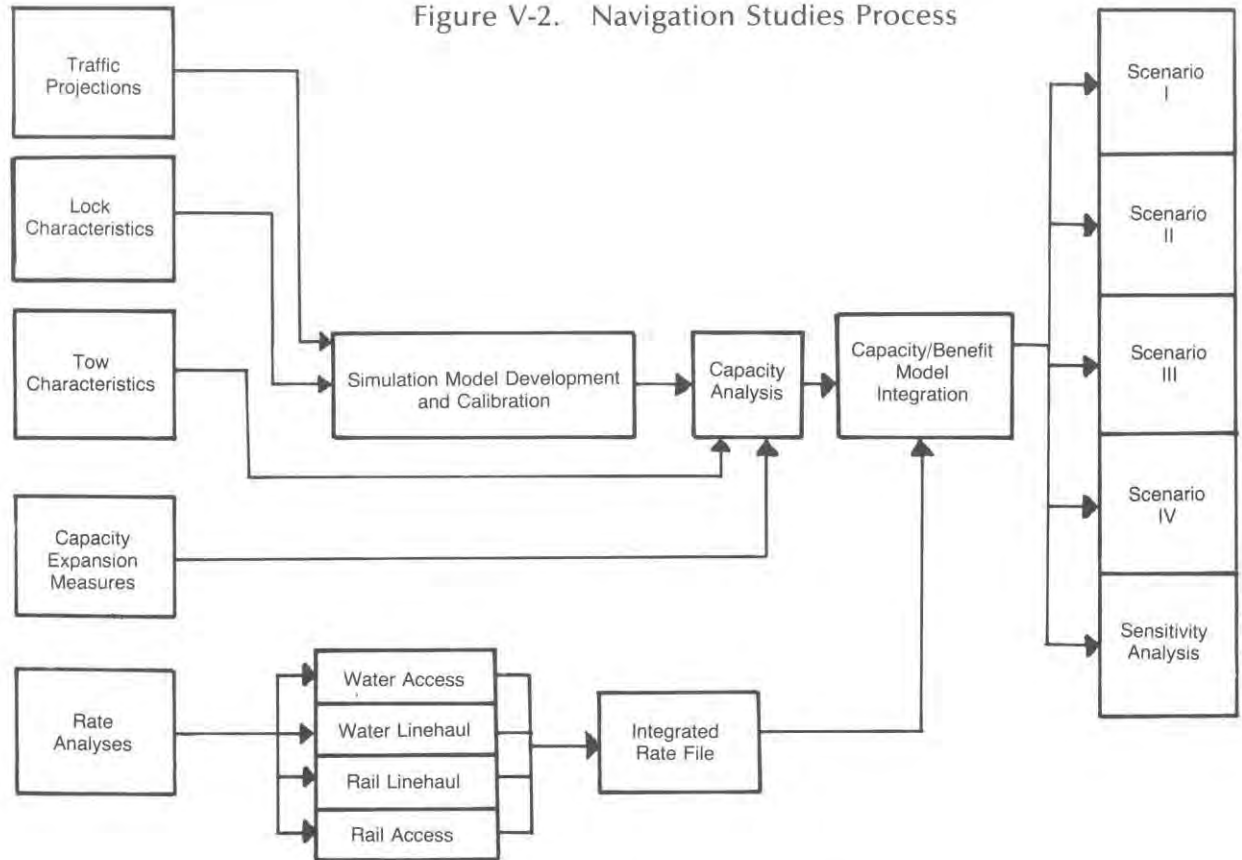 Figure V-2. Navigation Studies Process
Traffic
Projections
Lock
Characteristics
Tow
Characteristics
Capacity
Expansion
Measures
Rate
Analyses
Simulation Model Development
and Calibration
Capacity
Analysis
Capacity/Benefit
Model
Integration
Water Access
Water Linehaul
Rail Linehaul
Rail Access
Integrated
Rate File
Scenario
I
Scenario
II
Scenario
III
Scenario
IV
Sensitivity
Analysis